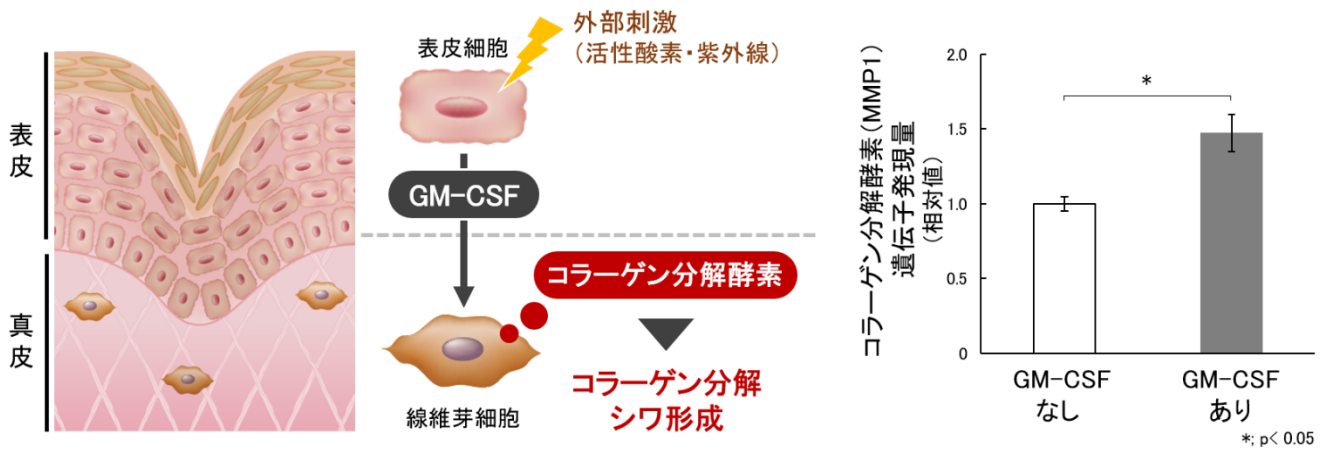 表皮
真皮
表皮細胞
外部刺激
（活性酸素・紫外線）
GM-CSF
コラーゲン分解酵素
コラーゲン分解
シワ形成
線維芽細胞
コラーゲン分解酵素（MMP1）
遺伝子発現量
（相対値）
2.0
1.5
1.0
0.5
0
*
GM-CSF
なし
GM-CSF
あり
*; p< 0.05